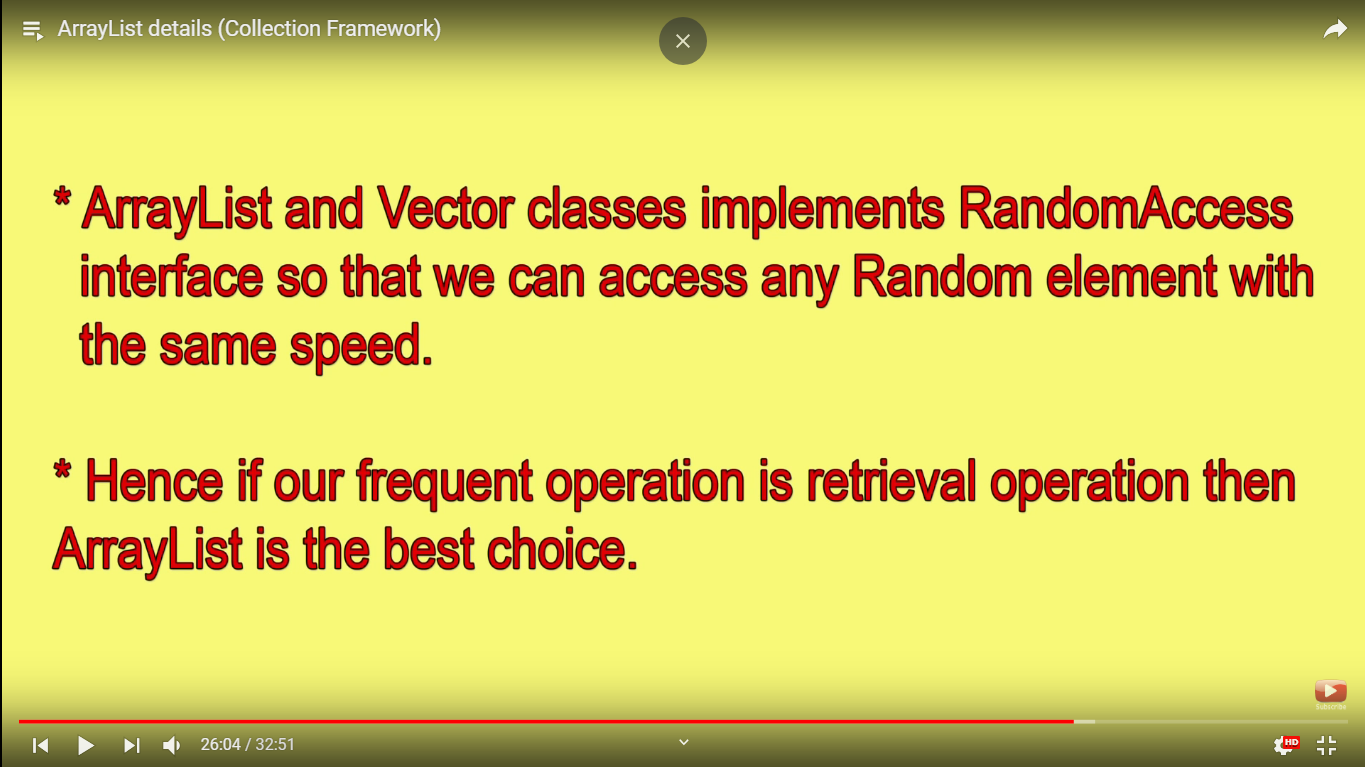 ArrayList details (Collection Framework)
* ArrayList and Vector classes implements RandomAccess
interface so that we can access any Random element with
the same speed.
* Hence if our frequent operation is retrieval operation then
ArrayList is the best choice.
Subscribe
26:04 / 32:51
HD